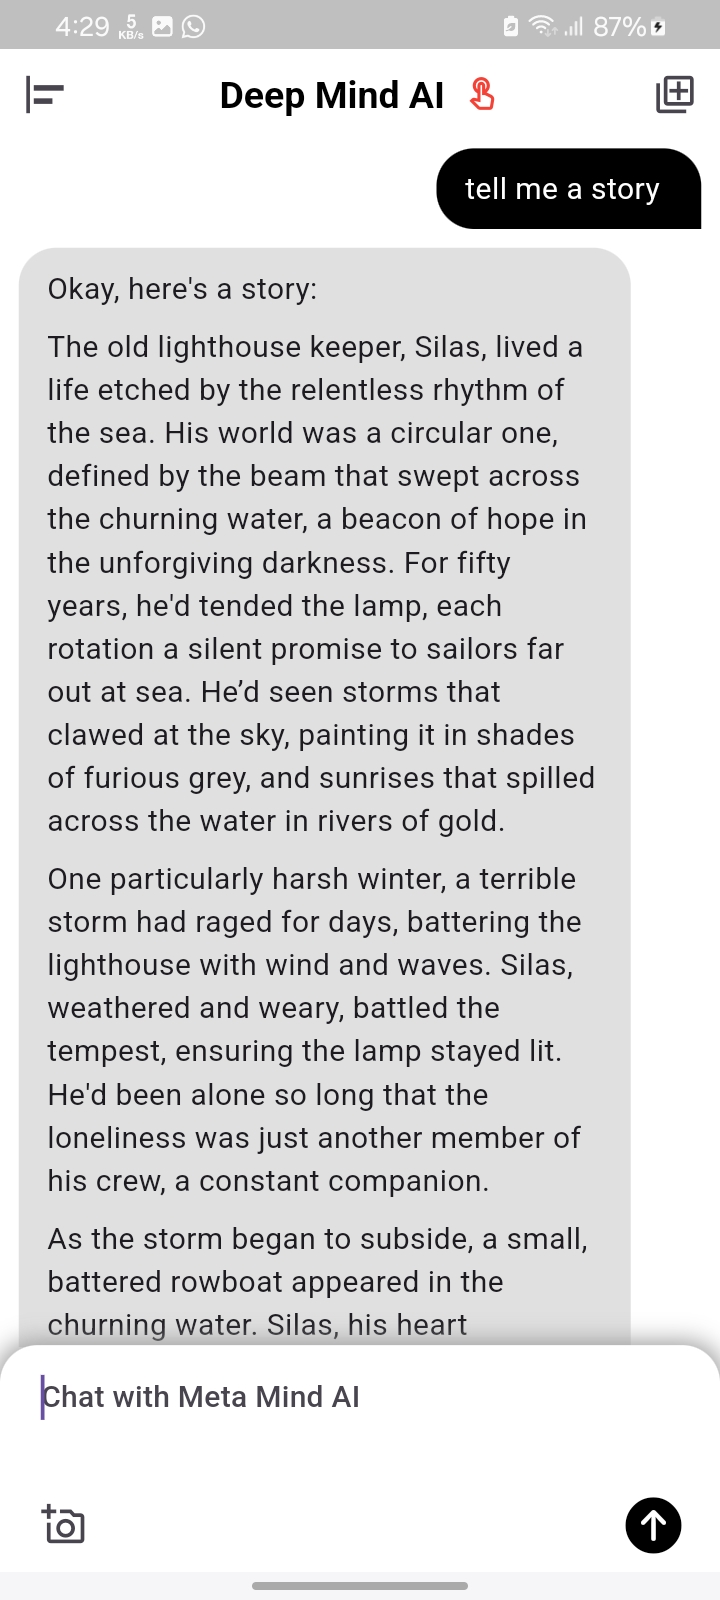 4:29 5 KB/s 87%
Deep Mind AI
tell me a story
Okay, here's a story:
The old lighthouse keeper, Silas, lived a
life etched by the relentless rhythm of
the sea. His world was a circular one,
defined by the beam that swept across
the churning water, a beacon of hope in
the unforgiving darkness. For fifty
years, he'd tended the lamp, each
rotation a silent promise to sailors far
out at sea. He’d seen storms that
clawed at the sky, painting it in shades
of furious grey, and sunrises that spilled
across the water in rivers of gold.
One particularly harsh winter, a terrible
storm had raged for days, battering the
lighthouse with wind and waves. Silas,
weathered and weary, battled the
tempest, ensuring the lamp stayed lit.
He'd been alone so long that the
loneliness was just another member of
his crew, a constant companion.
As the storm began to subside, a small,
battered rowboat appeared in the
churning water. Silas, his heart
Chat with Meta Mind AI